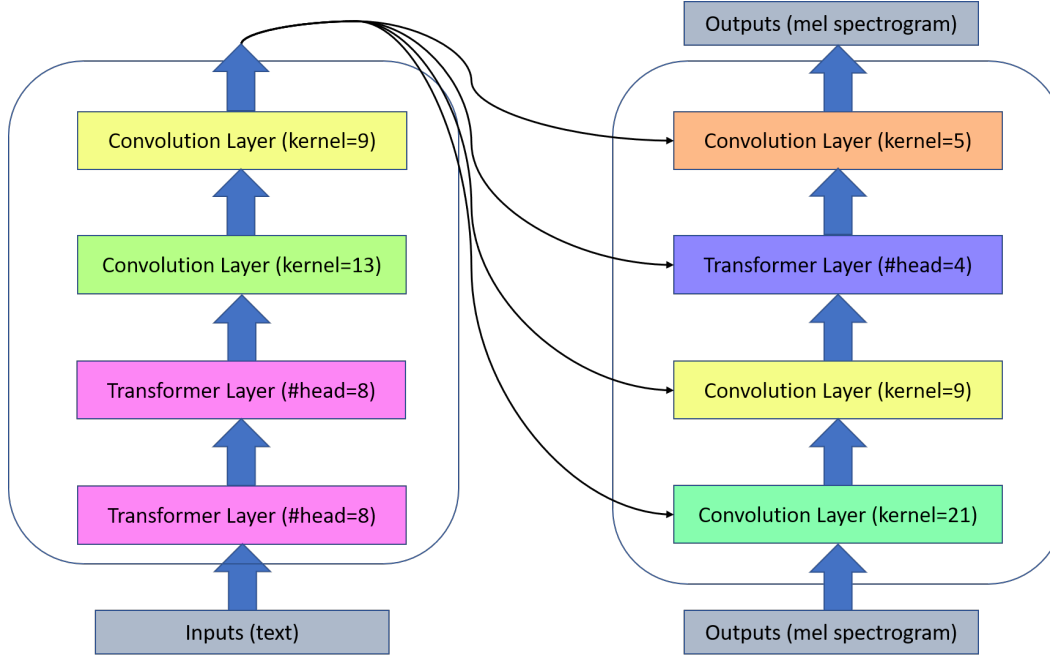 Convolution Layer (kernel=9)
Convolution Layer (kernel=13)
Transformer Layer (#head=8)
Transformer Layer (#head=8)
Inputs (text)
Outputs (mel spectrogram)
Convolution Layer (kernel=5)
Transformer Layer (#head=4)
Convolution Layer (kernel=9)
Convolution Layer (kernel=21)
Outputs (mel spectrogram)